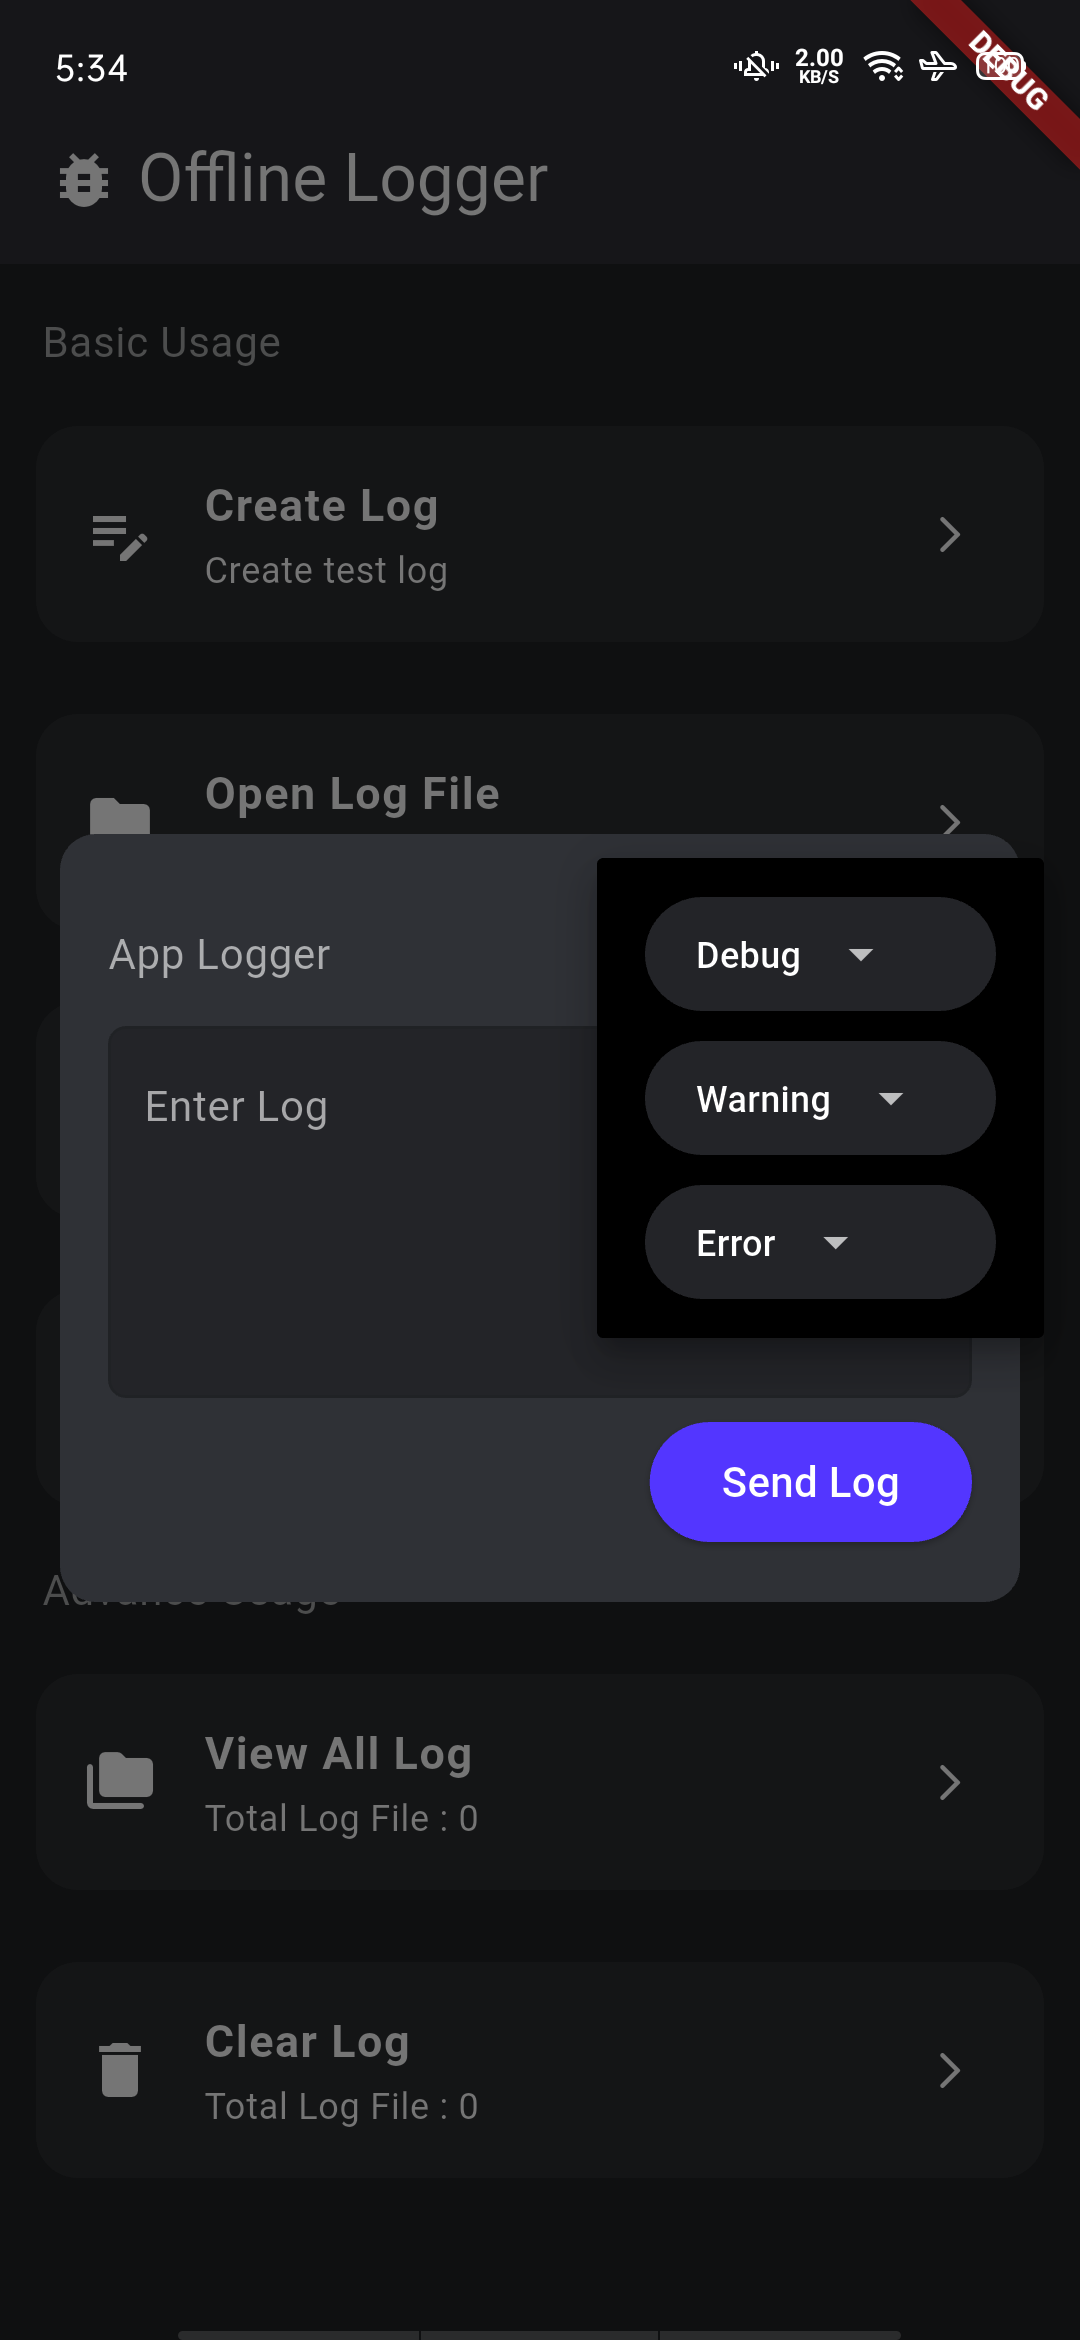 5:34
2.00
KB/S
DEBUG
Offline Logger
Basic Usage
Create Log
Create test log
Open Log File
App Logger
Debug
Warning
Error
Enter Log
Send Log
View All Log
Total Log File : 0
Clear Log
Total Log File : 0